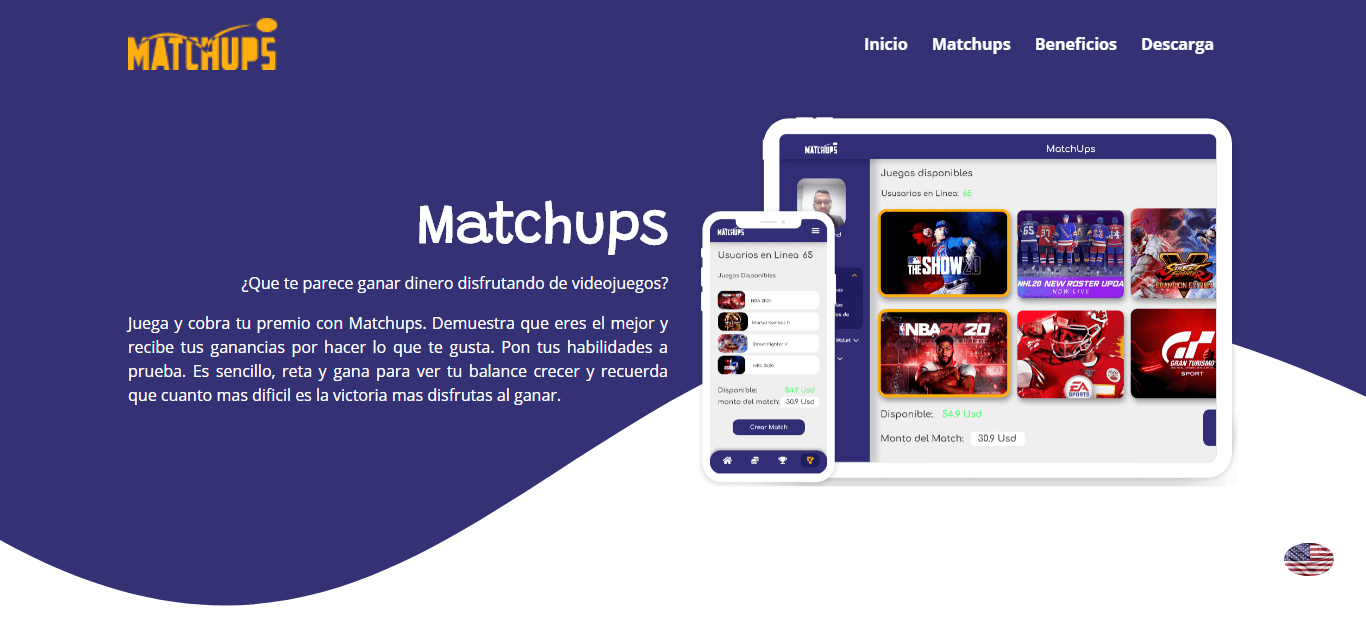 MATCHUPS
Inicio Matchups Beneficios Descarga
Matchups
¿Que te parece ganar dinero disfrutando de videojuegos?
Juega y cobra tu premio con Matchups. Demuestra que eres el mejor y
recibe tus ganancias por hacer lo que te gusta. Pon tus habilidades a
prueba. Es sencillo, reta y gana para ver tu balance crecer y recuerda
que cuanto mas dificil es la victoria mas disfrutas al ganar.
MATCHUPS
MatchUps
Juegos disponibles
Ususarios en Linea: 65
THE SHOW 20
NHL20 NEW ROSTER UPDA
NOW LIVE
STREET FIGHTER V
NBA 2K20
EA SPORTS
GRAN TURISMO
SPORT
Disponible: 54.9 Usd
Monto del Match: 30.9 Usd
Wallet
MATCHUPS
Usuarios en Linea 65
Juegos Disponibles
NBA 2K20
Mortal Kombat 11
Street Fighter V
Disponible: 54.9 Usd
monto del match: 30.9 Usd
Crear Match